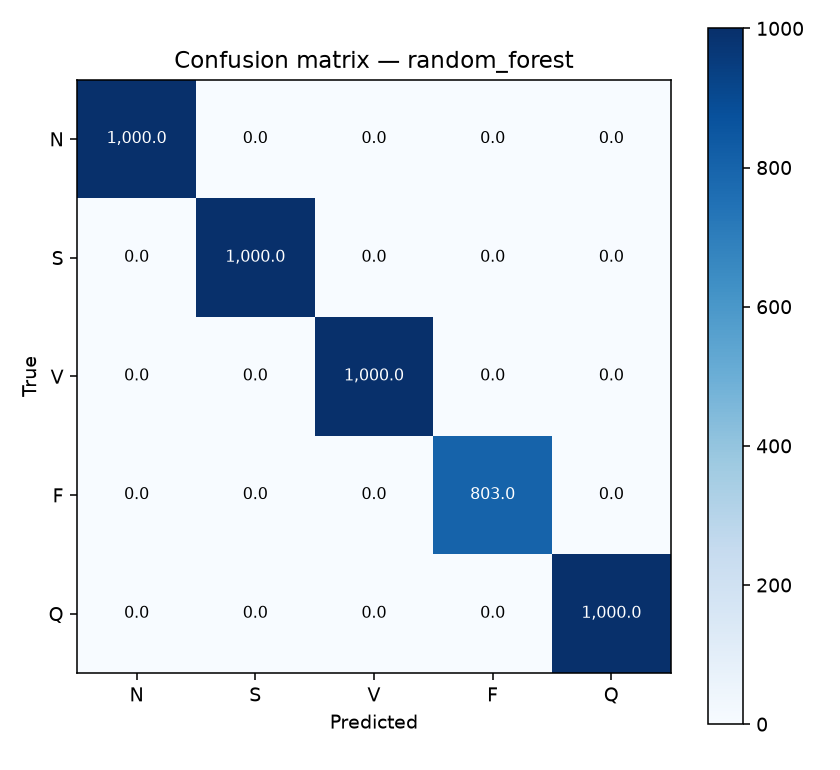 Confusion matrix — random_forest
1000
800
600
400
200
0
True
N 1,000.0 0.0 0.0 0.0 0.0
S 0.0 1,000.0 0.0 0.0 0.0
V 0.0 0.0 1,000.0 0.0 0.0
F 0.0 0.0 0.0 803.0 0.0
Q 0.0 0.0 0.0 0.0 1,000.0
N S V F Q
Predicted